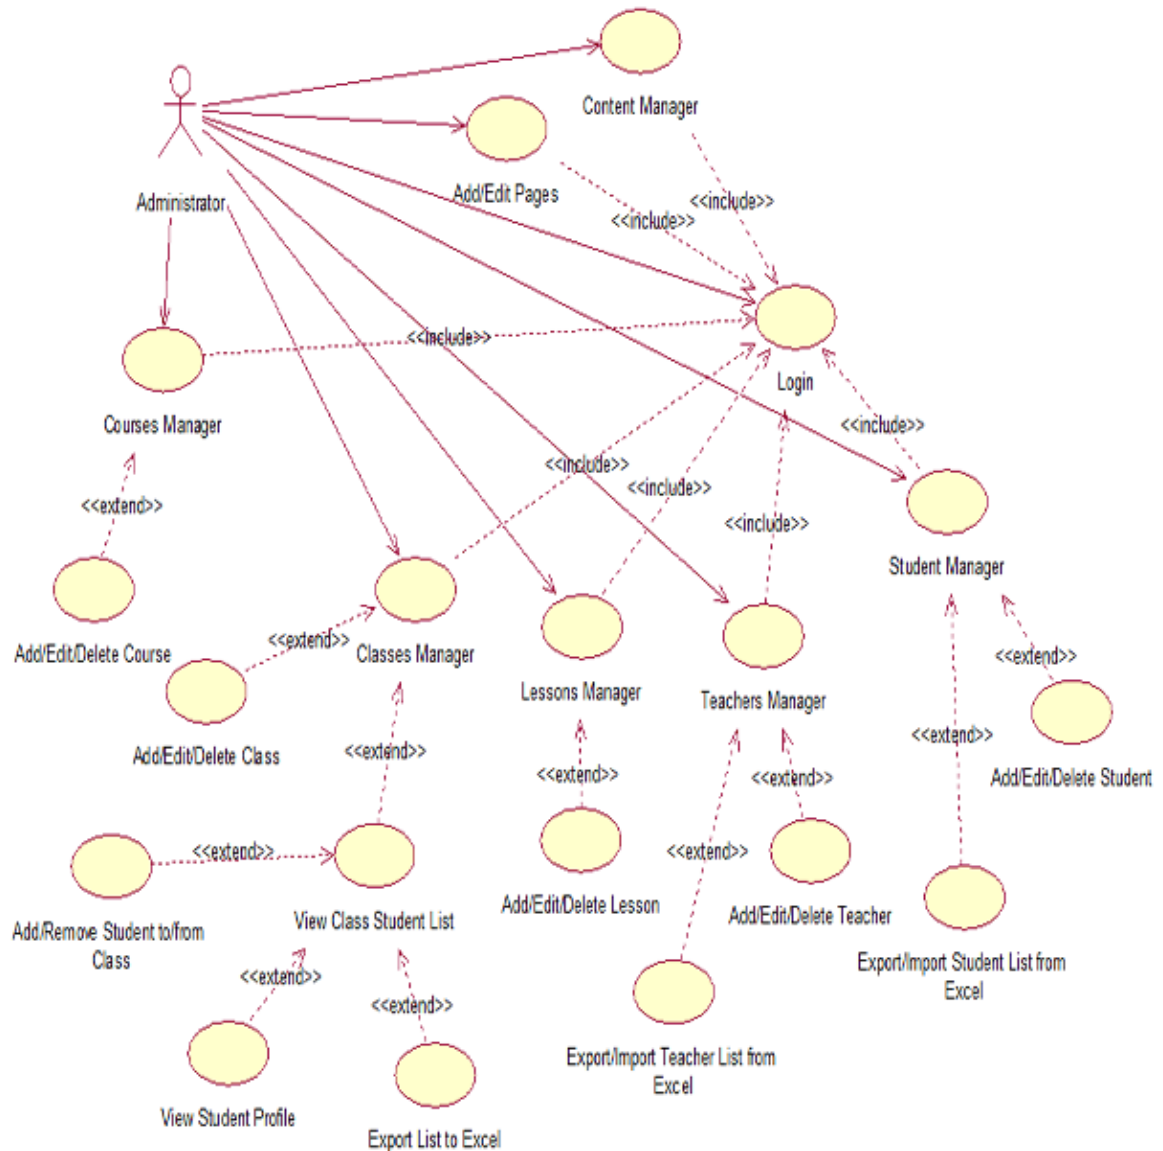 Content Manager
Add/Edit Pages
Administrator
<<include>>
<<include>>
<<include>>
Login
Courses Manager
<<include>>
<<extend>>
<<include>>
<<include>>
<<include>>
Student Manager
Add/Edit/Delete Course
<<extend>>
Classes Manager
Lessons Manager
Teachers Manager
<<extend>>
Add/Edit/Delete Class
<<extend>>
<<extend>>
<<extend>>
<<extend>>
Add/Edit/Delete Student
<<extend>>
<<extend>>
Add/Remove Student to/from
Class
View Class Student List
Add/Edit/Delete Lesson
Add/Edit/Delete Teacher
Export/Import Student List from
Excel
<<extend>>
<<extend>>
Export/Import Teacher List from
Excel
View Student Profile
Export List to Excel